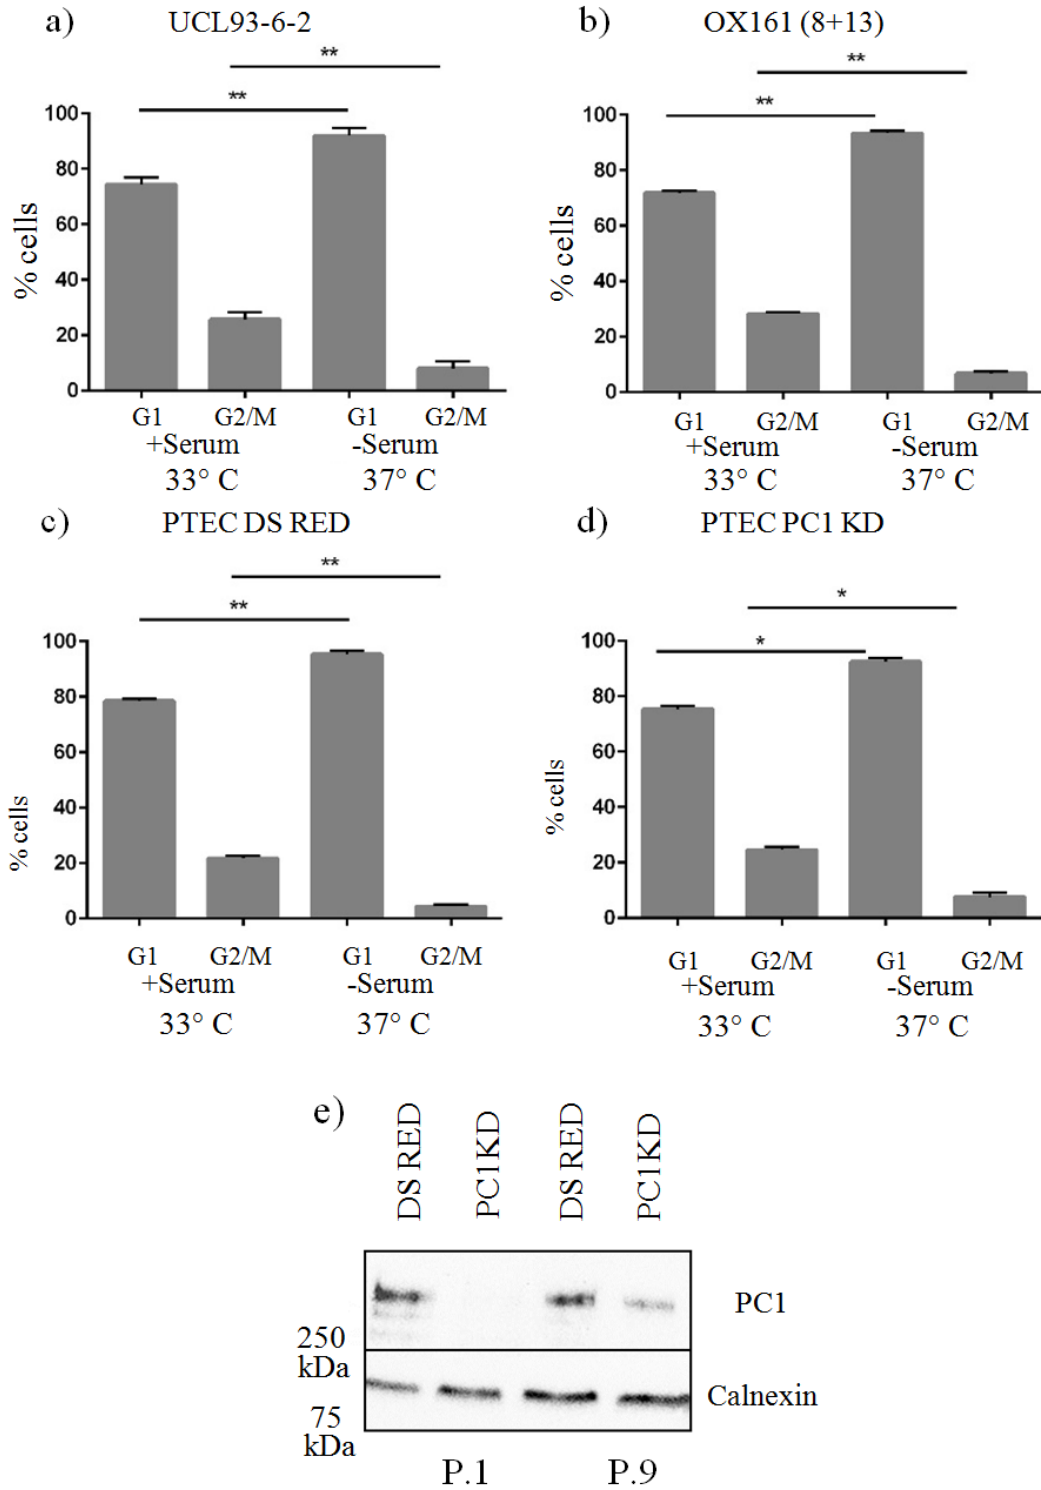 a) UCL93-6-2
**
**
100
80
60
40
20
0
% cells
G1 G2/M G1 G2/M
+Serum -Serum
33° C 37° C
b) OX161 (8+13)
**
**
100
80
60
40
20
0
% cells
G1 G2/M G1 G2/M
+Serum -Serum
33° C 37° C
c) PTEC DS RED
**
**
100
80
60
40
20
0
% cells
G1 G2/M G1 G2/M
+Serum -Serum
33° C 37° C
d) PTEC PC1 KD
*
*
100
80
60
40
20
0
% cells
G1 G2/M G1 G2/M
+Serum -Serum
33° C 37° C
e)
DS RED
PC1KD
DS RED
PC1KD
PC1
250
kDa
Calnexin
75
kDa
P.1 P.9